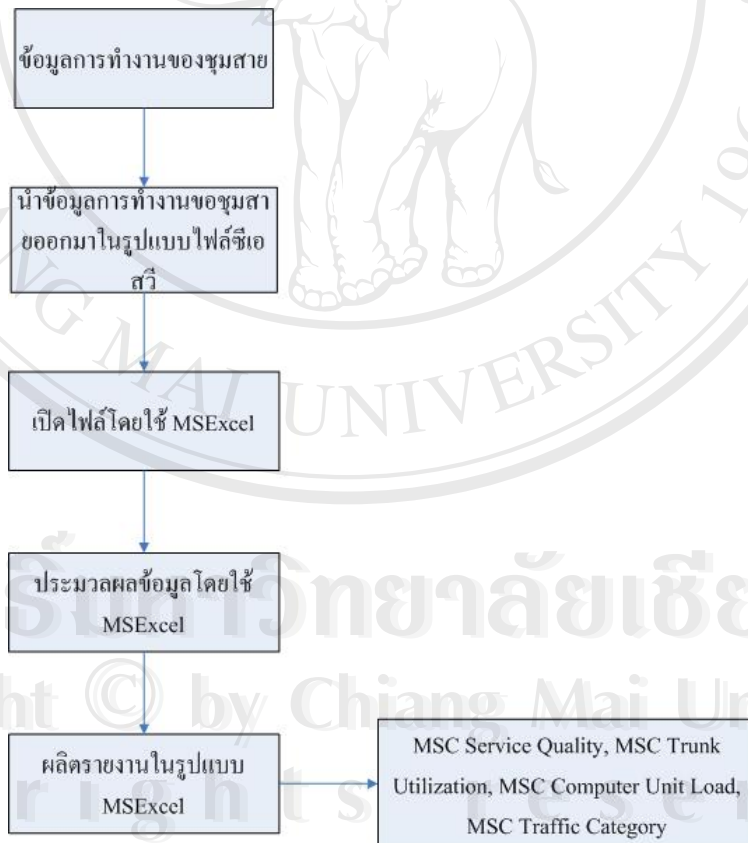 ข้อมูลการทำงานของชุมสาย
นำข้อมูลการทำงานขอชุมสา
ยออกมาในรูปแบบไฟล์ซีเอ
สวี
เปิดไฟล์โดยใช้ MSExcel
ประมวลผลข้อมูลโดยใช้
MSExcel
ผลิตรายงานในรูปแบบ
MSExcel
MSC Service Quality, MSC Trunk
Utilization, MSC Computer Unit Load,
MSC Traffic Category
MAI UNIVERSITY
by Chiang Mai